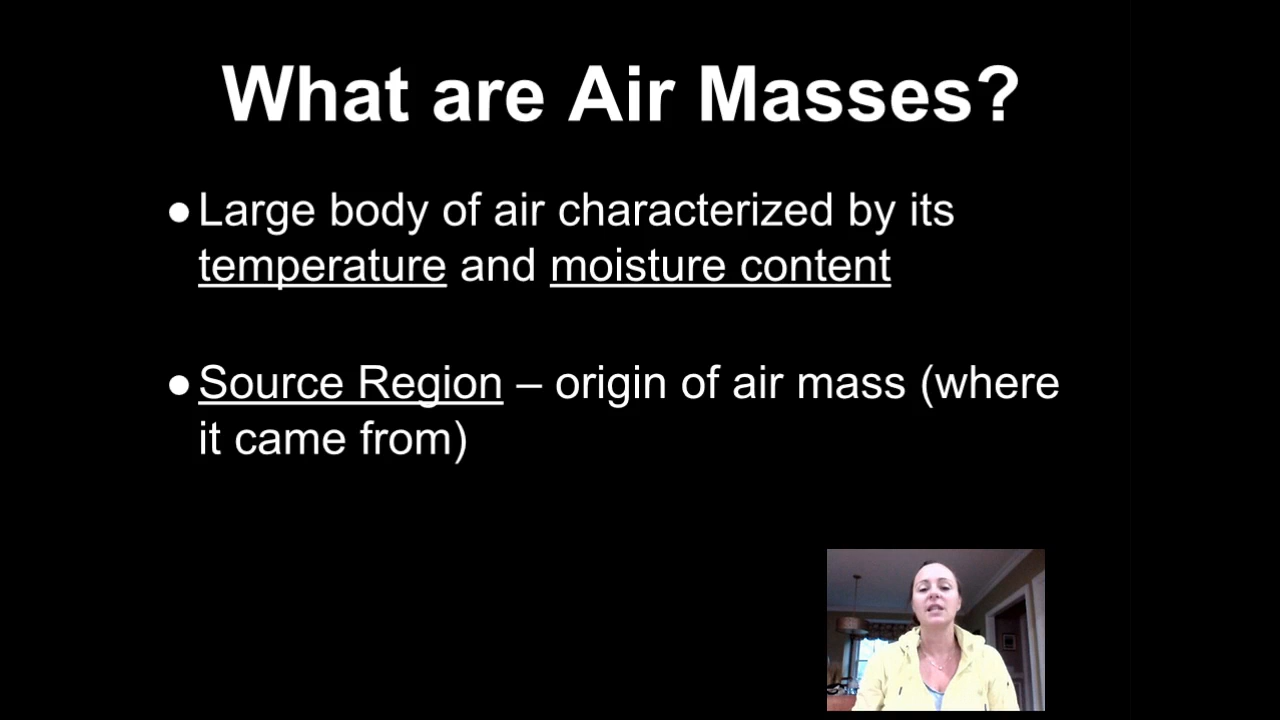 What are Air Masses?
●Large body of air characterized by its
temperature and moisture content
●Source Region – origin of air mass (where
it came from)